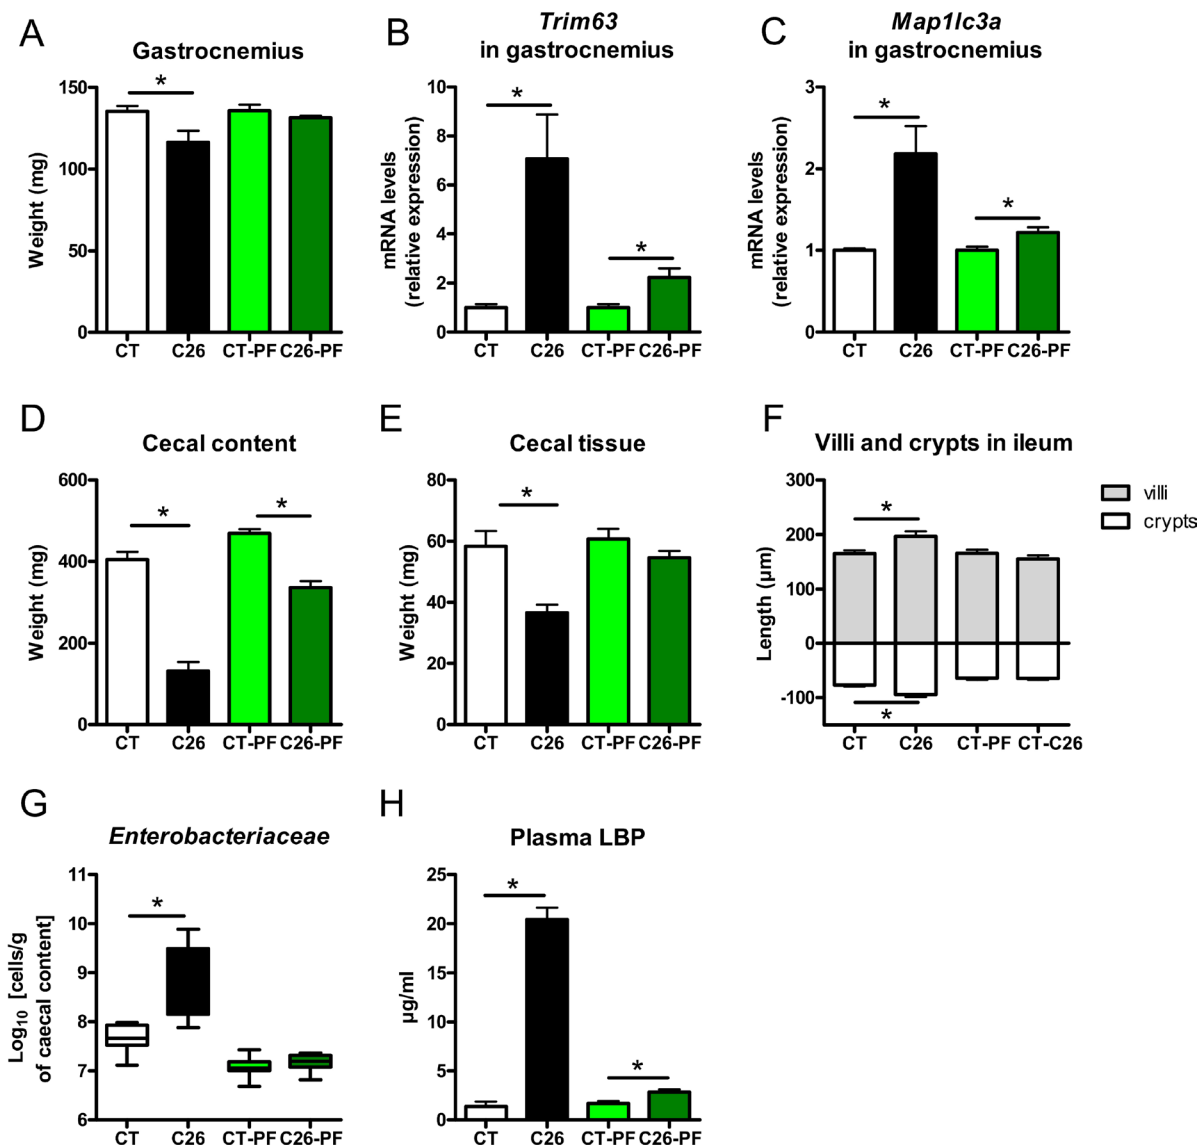 A
Gastrocnemius
*
Weight (mg)
150
100
50
0
CT C26 CT-PF C26-PF
B
Trim63
in gastrocnemius
*
*
mRNA levels
(relative expression)
10
8
6
4
2
0
CT C26 CT-PF C26-PF
C
Map1lc3a
in gastrocnemius
*
*
mRNA levels
(relative expression)
3
2
1
0
CT C26 CT-PF C26-PF
D
Cecal content
*
*
Weight (mg)
600
400
200
0
CT C26 CT-PF C26-PF
E
Cecal tissue
*
Weight (mg)
80
60
40
20
0
CT C26 CT-PF C26-PF
F
Villi and crypts in ileum
*
*
Length (µm)
300
200
100
0
-100
CT C26 CT-PF CT-C26
villi
crypts
G
Enterobacteriaceae
*
Log10 [cells/g
of caecal content]
11
10
9
8
7
6
CT C26 CT-PF C26-PF
H
Plasma LBP
*
*
µg/ml
25
20
15
10
5
0
CT C26 CT-PF C26-PF